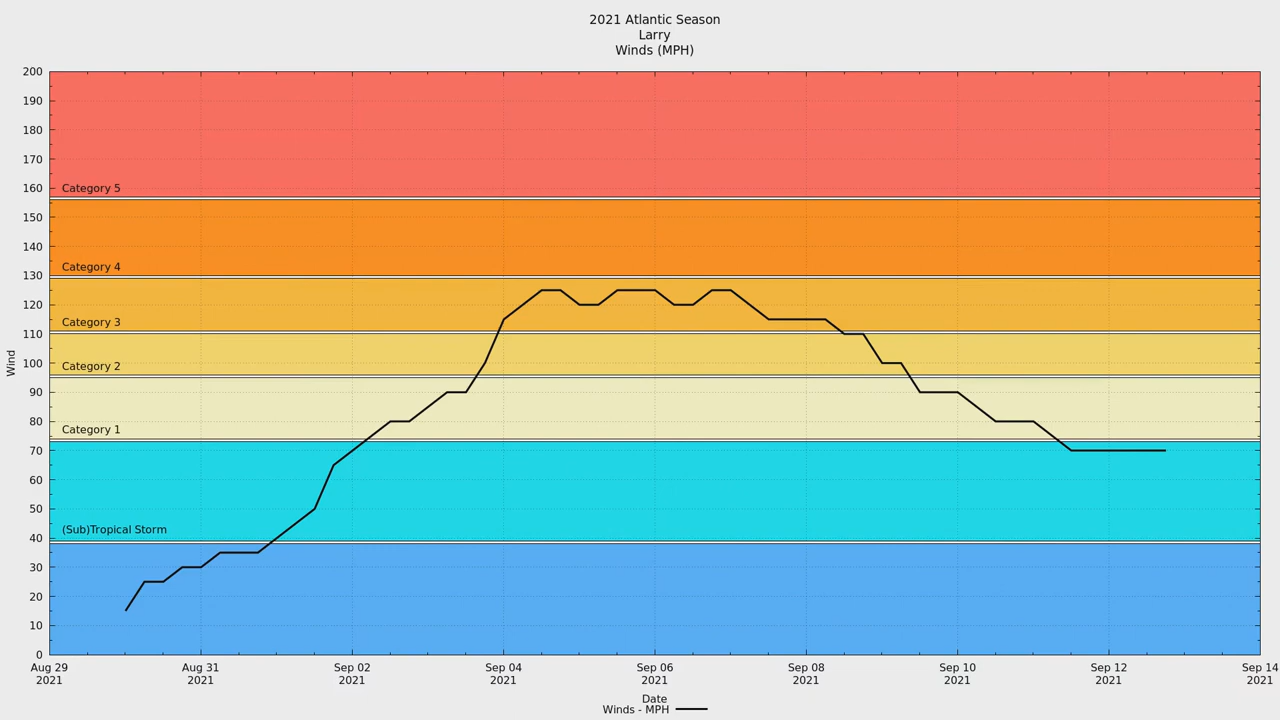 2021 Atlantic Season
Larry
Winds (MPH)
200
190
180
170
160
Category 5
150
140
130
Category 4
120
110
Category 3
100
Category 2
90
80
Category 1
70
60
50
(Sub)Tropical Storm
40
30
20
10
0
Wind
Aug 29 Aug 31 Sep 02 Sep 04 Sep 06 Sep 08 Sep 10 Sep 12 Sep 14
2021 2021 2021 2021 2021 2021 2021 2021 2021
Date
Winds - MPH